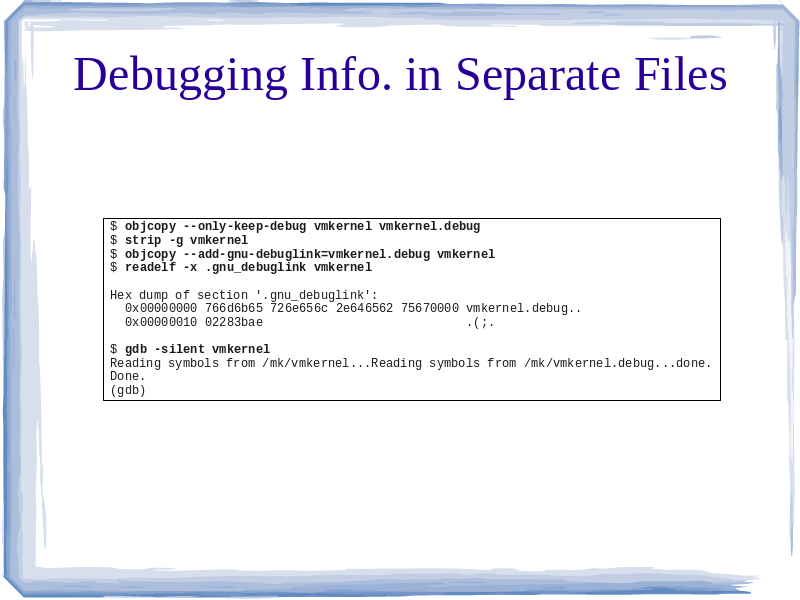 Debugging Info. in Separate Files
$ objcopy --only-keep-debug vmkernel vmkernel.debug
$ strip -g vmkernel
$ objcopy --add-gnu-debuglink=vmkernel.debug vmkernel
$ readelf -x .gnu_debuglink vmkernel
Hex dump of section '.gnu_debuglink':
0x00000000 766d6b65 726e656c 2e646562 75670000 vmkernel.debug..
0x00000010 02283bae .(;.
$ gdb -silent vmkernel
Reading symbols from /mk/vmkernel...Reading symbols from /mk/vmkernel.debug...done.
Done.
(gdb)